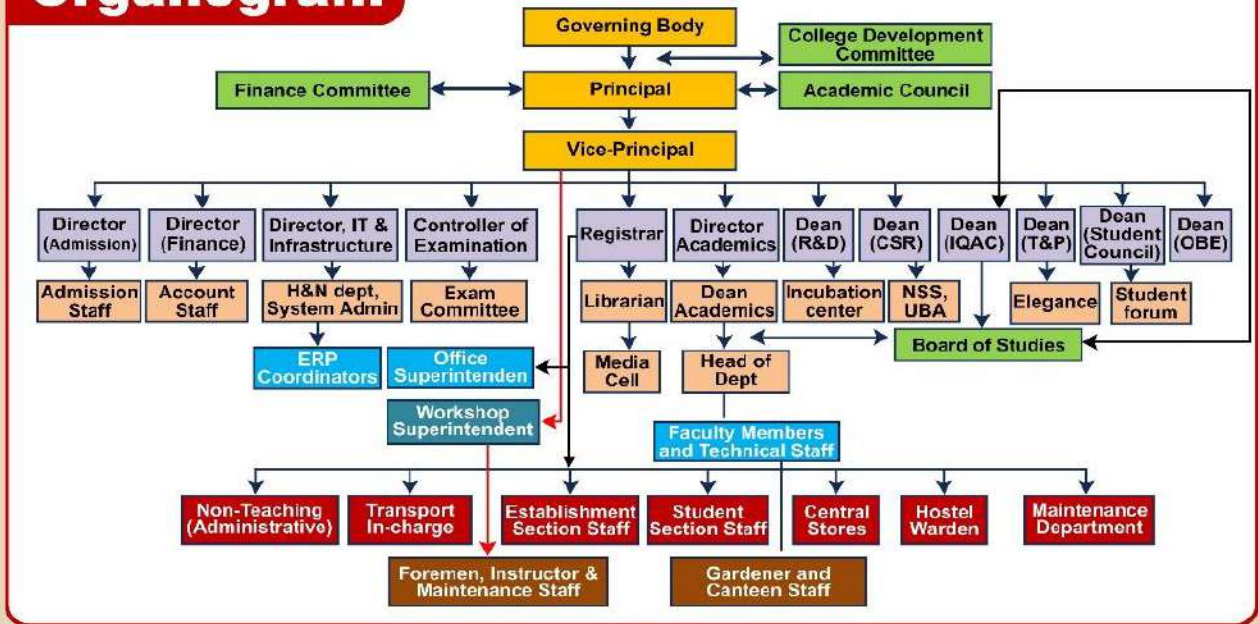 Organogram
Governing Body
College Development
Committee
Finance Committee
Principal
Academic Council
Vice-Principal
Director
(Admission)
Director
(Finance)
Director, IT &
Infrastructure
Controller of
Examination
Registrar
Director
Academics
Dean
(R&D)
Dean
(CSR)
Dean
(IQAC)
Dean
(T&P)
Dean
(Student
Council)
Dean
(OBE)
Admission
Staff
Account
Staff
H&N dept,
System Admin
Exam
Committee
Librarian
Dean
Academics
Incubation
center
NSS,
UBA
Elegance
Student
forum
ERP
Coordinators
Office
Superintenden
Media
Cell
Head of
Dept
Board of Studies
Workshop
Superintendent
Faculty Members
and Technical Staff
Non-Teaching
(Administrative)
Transport
In-charge
Establishment
Section Staff
Student
Section Staff
Central
Stores
Hostel
Warden
Maintenance
Department
Foremen, Instructor &
Maintenance Staff
Gardener and
Canteen Staff